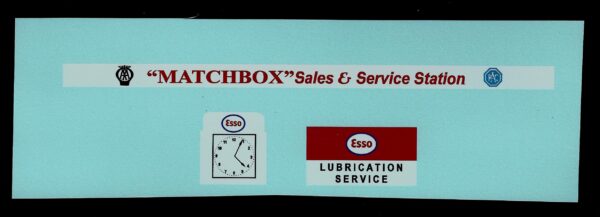 "MATCHBOX" Sales & Service Station
Esso
Esso
LUBRICATION
SERVICE